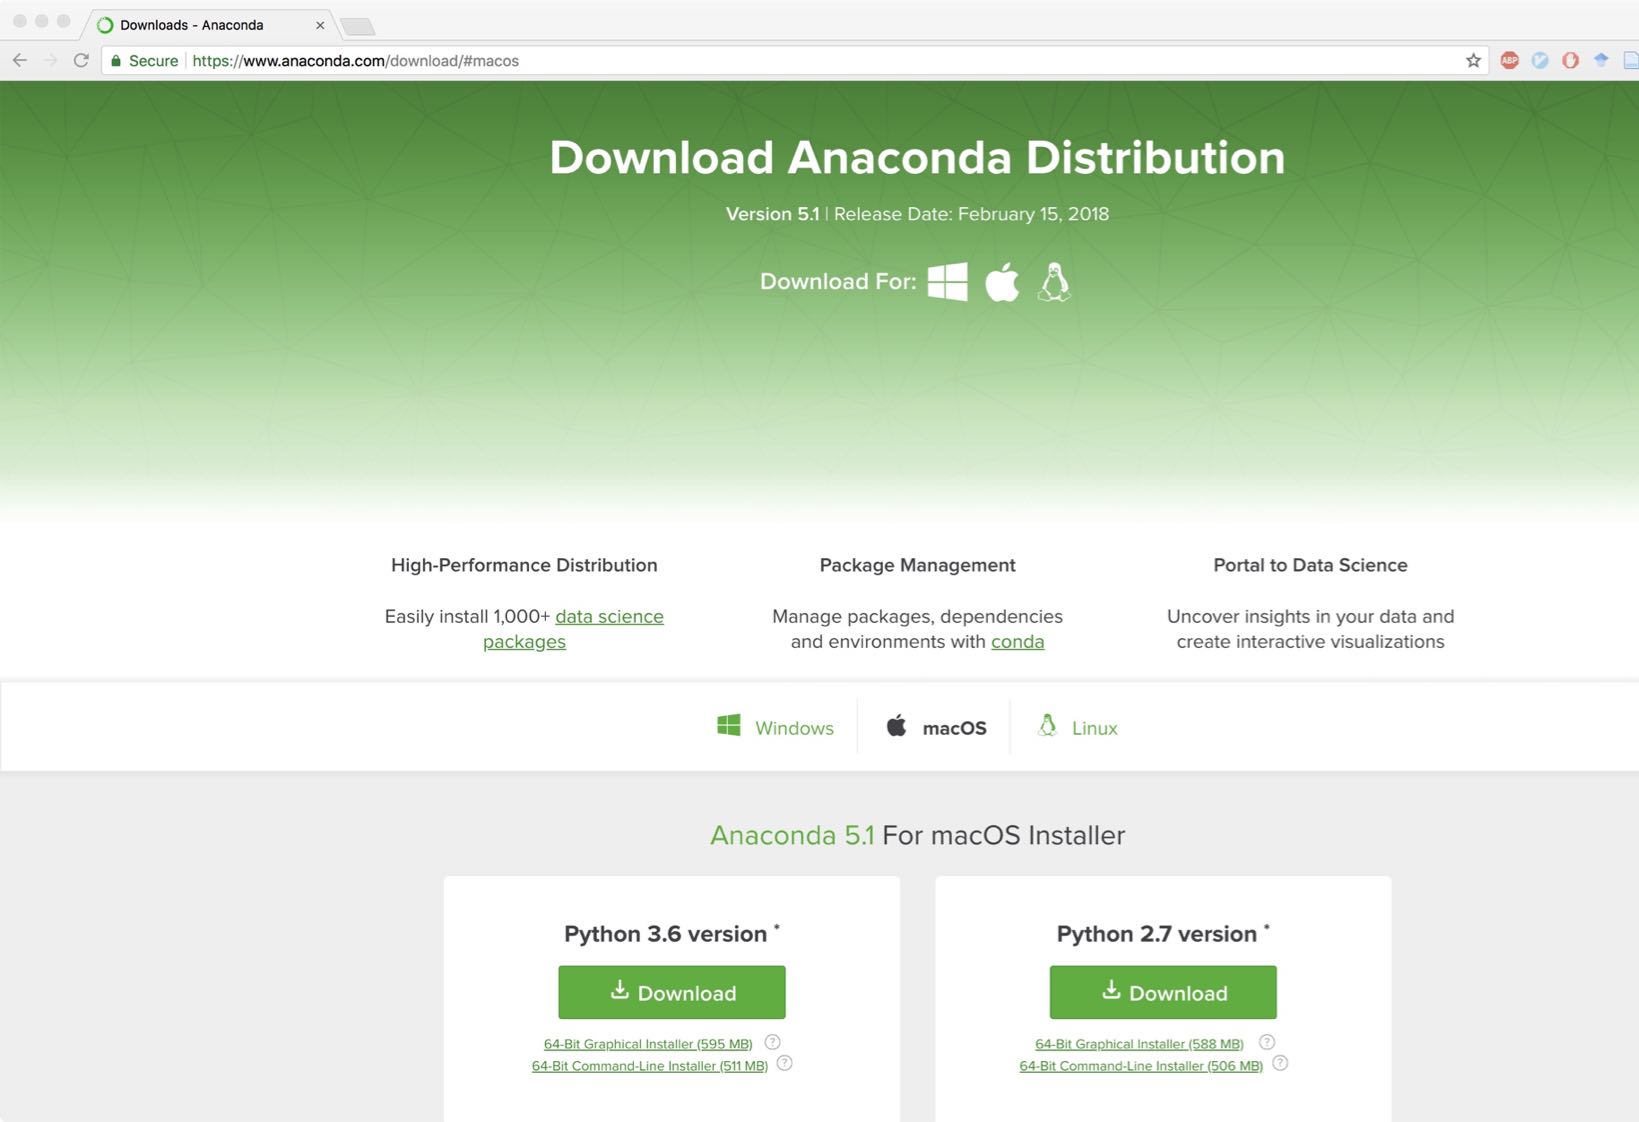 Downloads - Anaconda
Secure https://www.anaconda.com/download/#macos
ABP
Download Anaconda Distribution
Version 5.1 | Release Date: February 15, 2018
Download For:
High-Performance Distribution
Easily install 1,000+ data science
packages
Package Management
Manage packages, dependencies
and environments with conda
Portal to Data Science
Uncover insights in your data and
create interactive visualizations
Windows
macOS
Linux
Anaconda 5.1 For macOS Installer
Python 3.6 version *
Download
64-Bit Graphical Installer (595 MB) ?
64-Bit Command-Line Installer (511 MB) ?
Python 2.7 version *
Download
64-Bit Graphical Installer (588 MB) ?
64-Bit Command-Line Installer (506 MB) ?